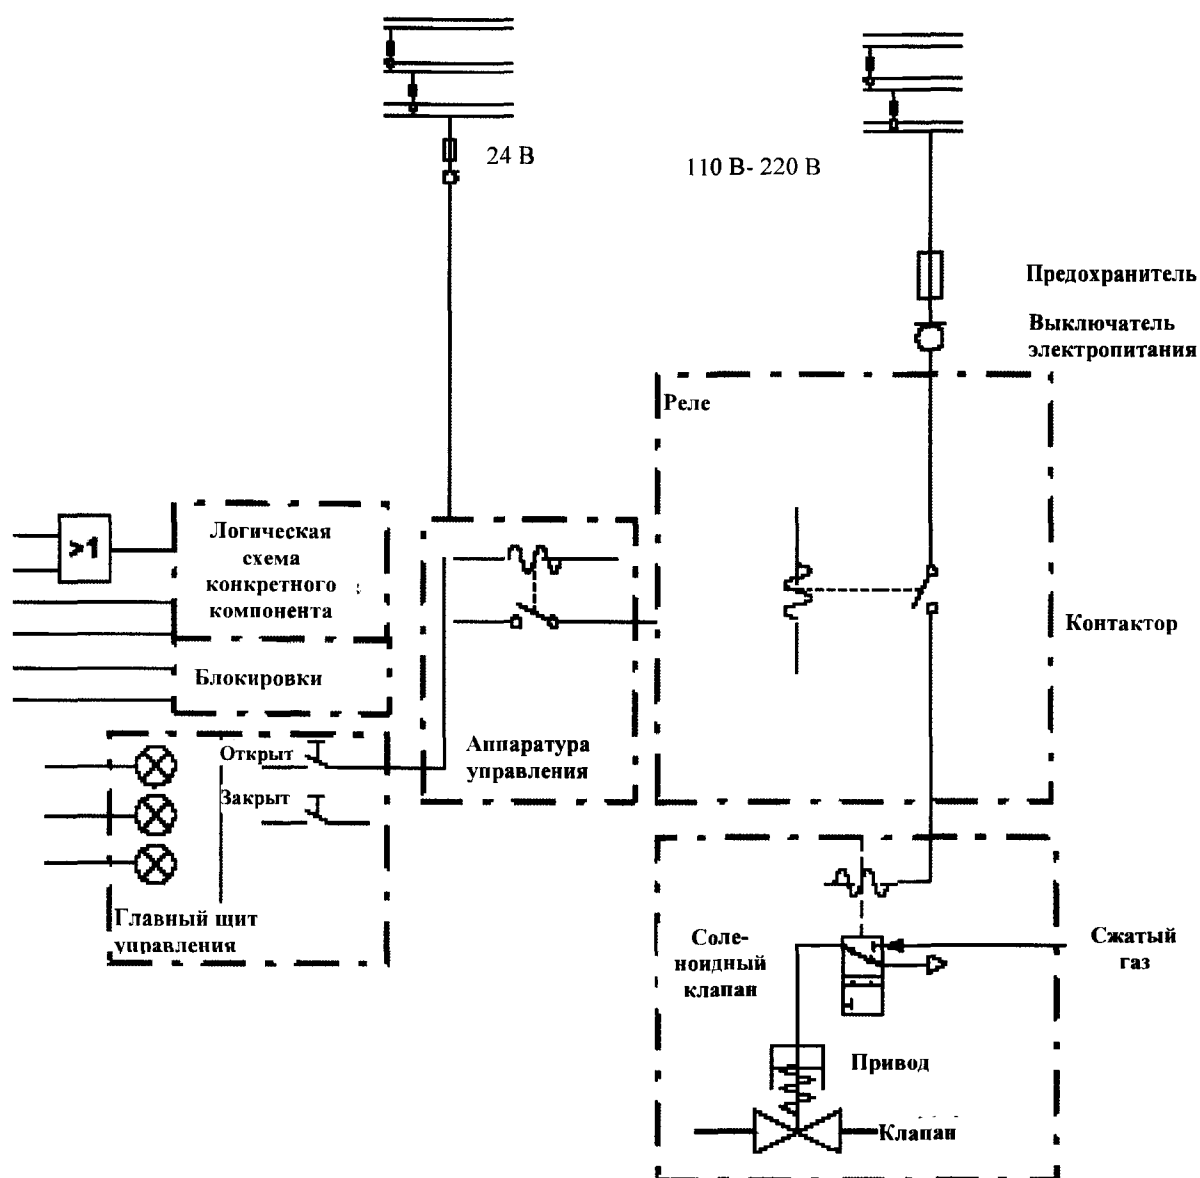 24 В
110 В- 220 В
Предохранитель
Выключатель
электропитания
Реле
>1
Логическая
схема
конкретного
компонента
Блокировки
Контактор
Открыт
Закрыт
Главный щит
управления
Аппаратура
управления
Соле-
ноидный
клапан
Сжатый
газ
Привод
Клапан